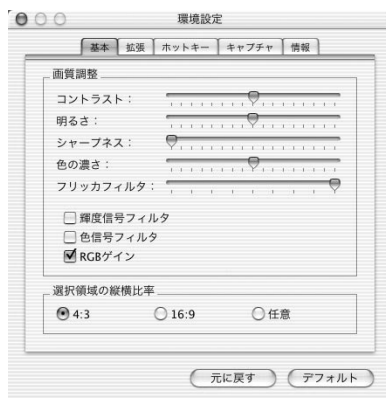 環境設定
基本 拡張 ホットキー キャプチャ 情報
画質調整
コントラスト：
明るさ：
シャープネス：
色の濃さ：
フリッカフィルタ：
輝度信号フィルタ
色信号フィルタ
RGBゲイン
選択領域の縦横比率
4:3 16:9 任意
元に戻す デフォルト